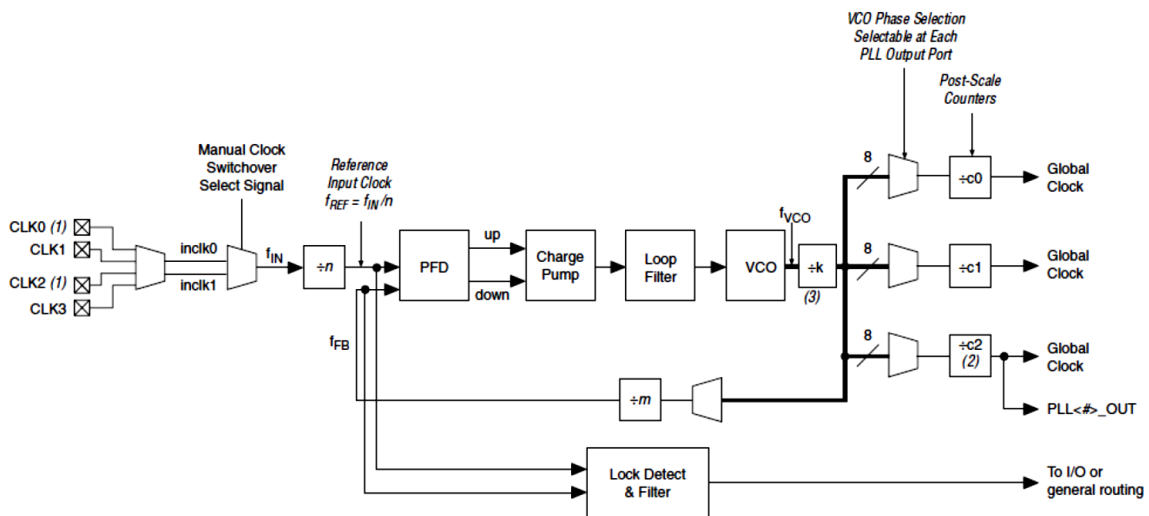 VCO Phase Selection
Selectable at Each
PLL Output Port
Post-Scale
Counters
Manual Clock
Switchover
Select Signal
Reference
Input Clock
fREF = fIN/n
8
÷c0
Global
Clock
CLK0 (1)
CLK1
CLK2 (1)
CLK3
inclk0
inclk1
fIN
÷n
PFD
up
down
Charge
Pump
Loop
Filter
VCO
fVCO
÷k
(3)
8
÷c1
Global
Clock
fFB
8
÷c2
(2)
Global
Clock
÷m
PLL<#>_OUT
Lock Detect
& Filter
To I/O or
general routing